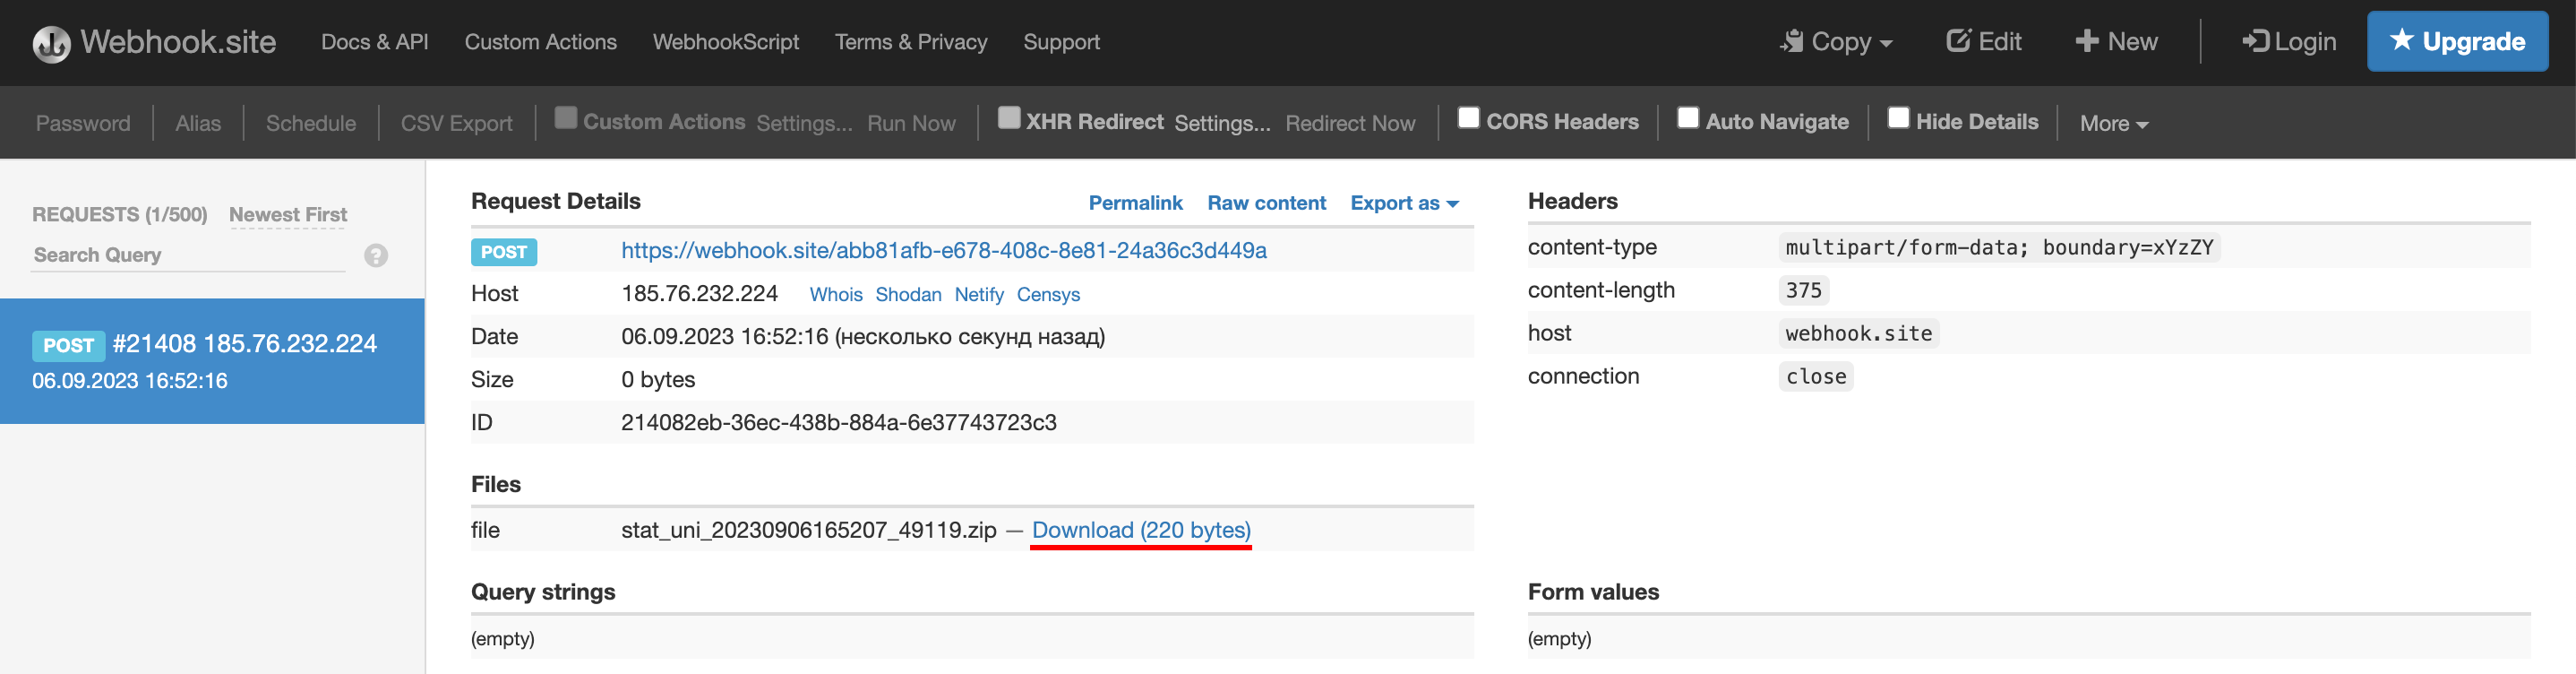 Webhook.site Docs & API Custom Actions WebhookScript Terms & Privacy Support Copy Edit New Login Upgrade
Password Alias Schedule CSV Export Custom Actions Settings... Run Now XHR Redirect Settings... Redirect Now CORS Headers Auto Navigate Hide Details More
REQUESTS (1/500) Newest First
Search Query ?
POST #21408 185.76.232.224
06.09.2023 16:52:16
Request Details Permalink Raw content Export as
POST https://webhook.site/abb81afb-e678-408c-8e81-24a36c3d449a
Host 185.76.232.224 Whois Shodan Netify Censys
Date 06.09.2023 16:52:16 (несколько секунд назад)
Size 0 bytes
ID 214082eb-36ec-438b-884a-6e37743723c3
Headers
content-type multipart/form-data; boundary=xYzZY
content-length 375
host webhook.site
connection close
Files
file stat_uni_20230906165207_49119.zip — Download (220 bytes)
Query strings
(empty)
Form values
(empty)